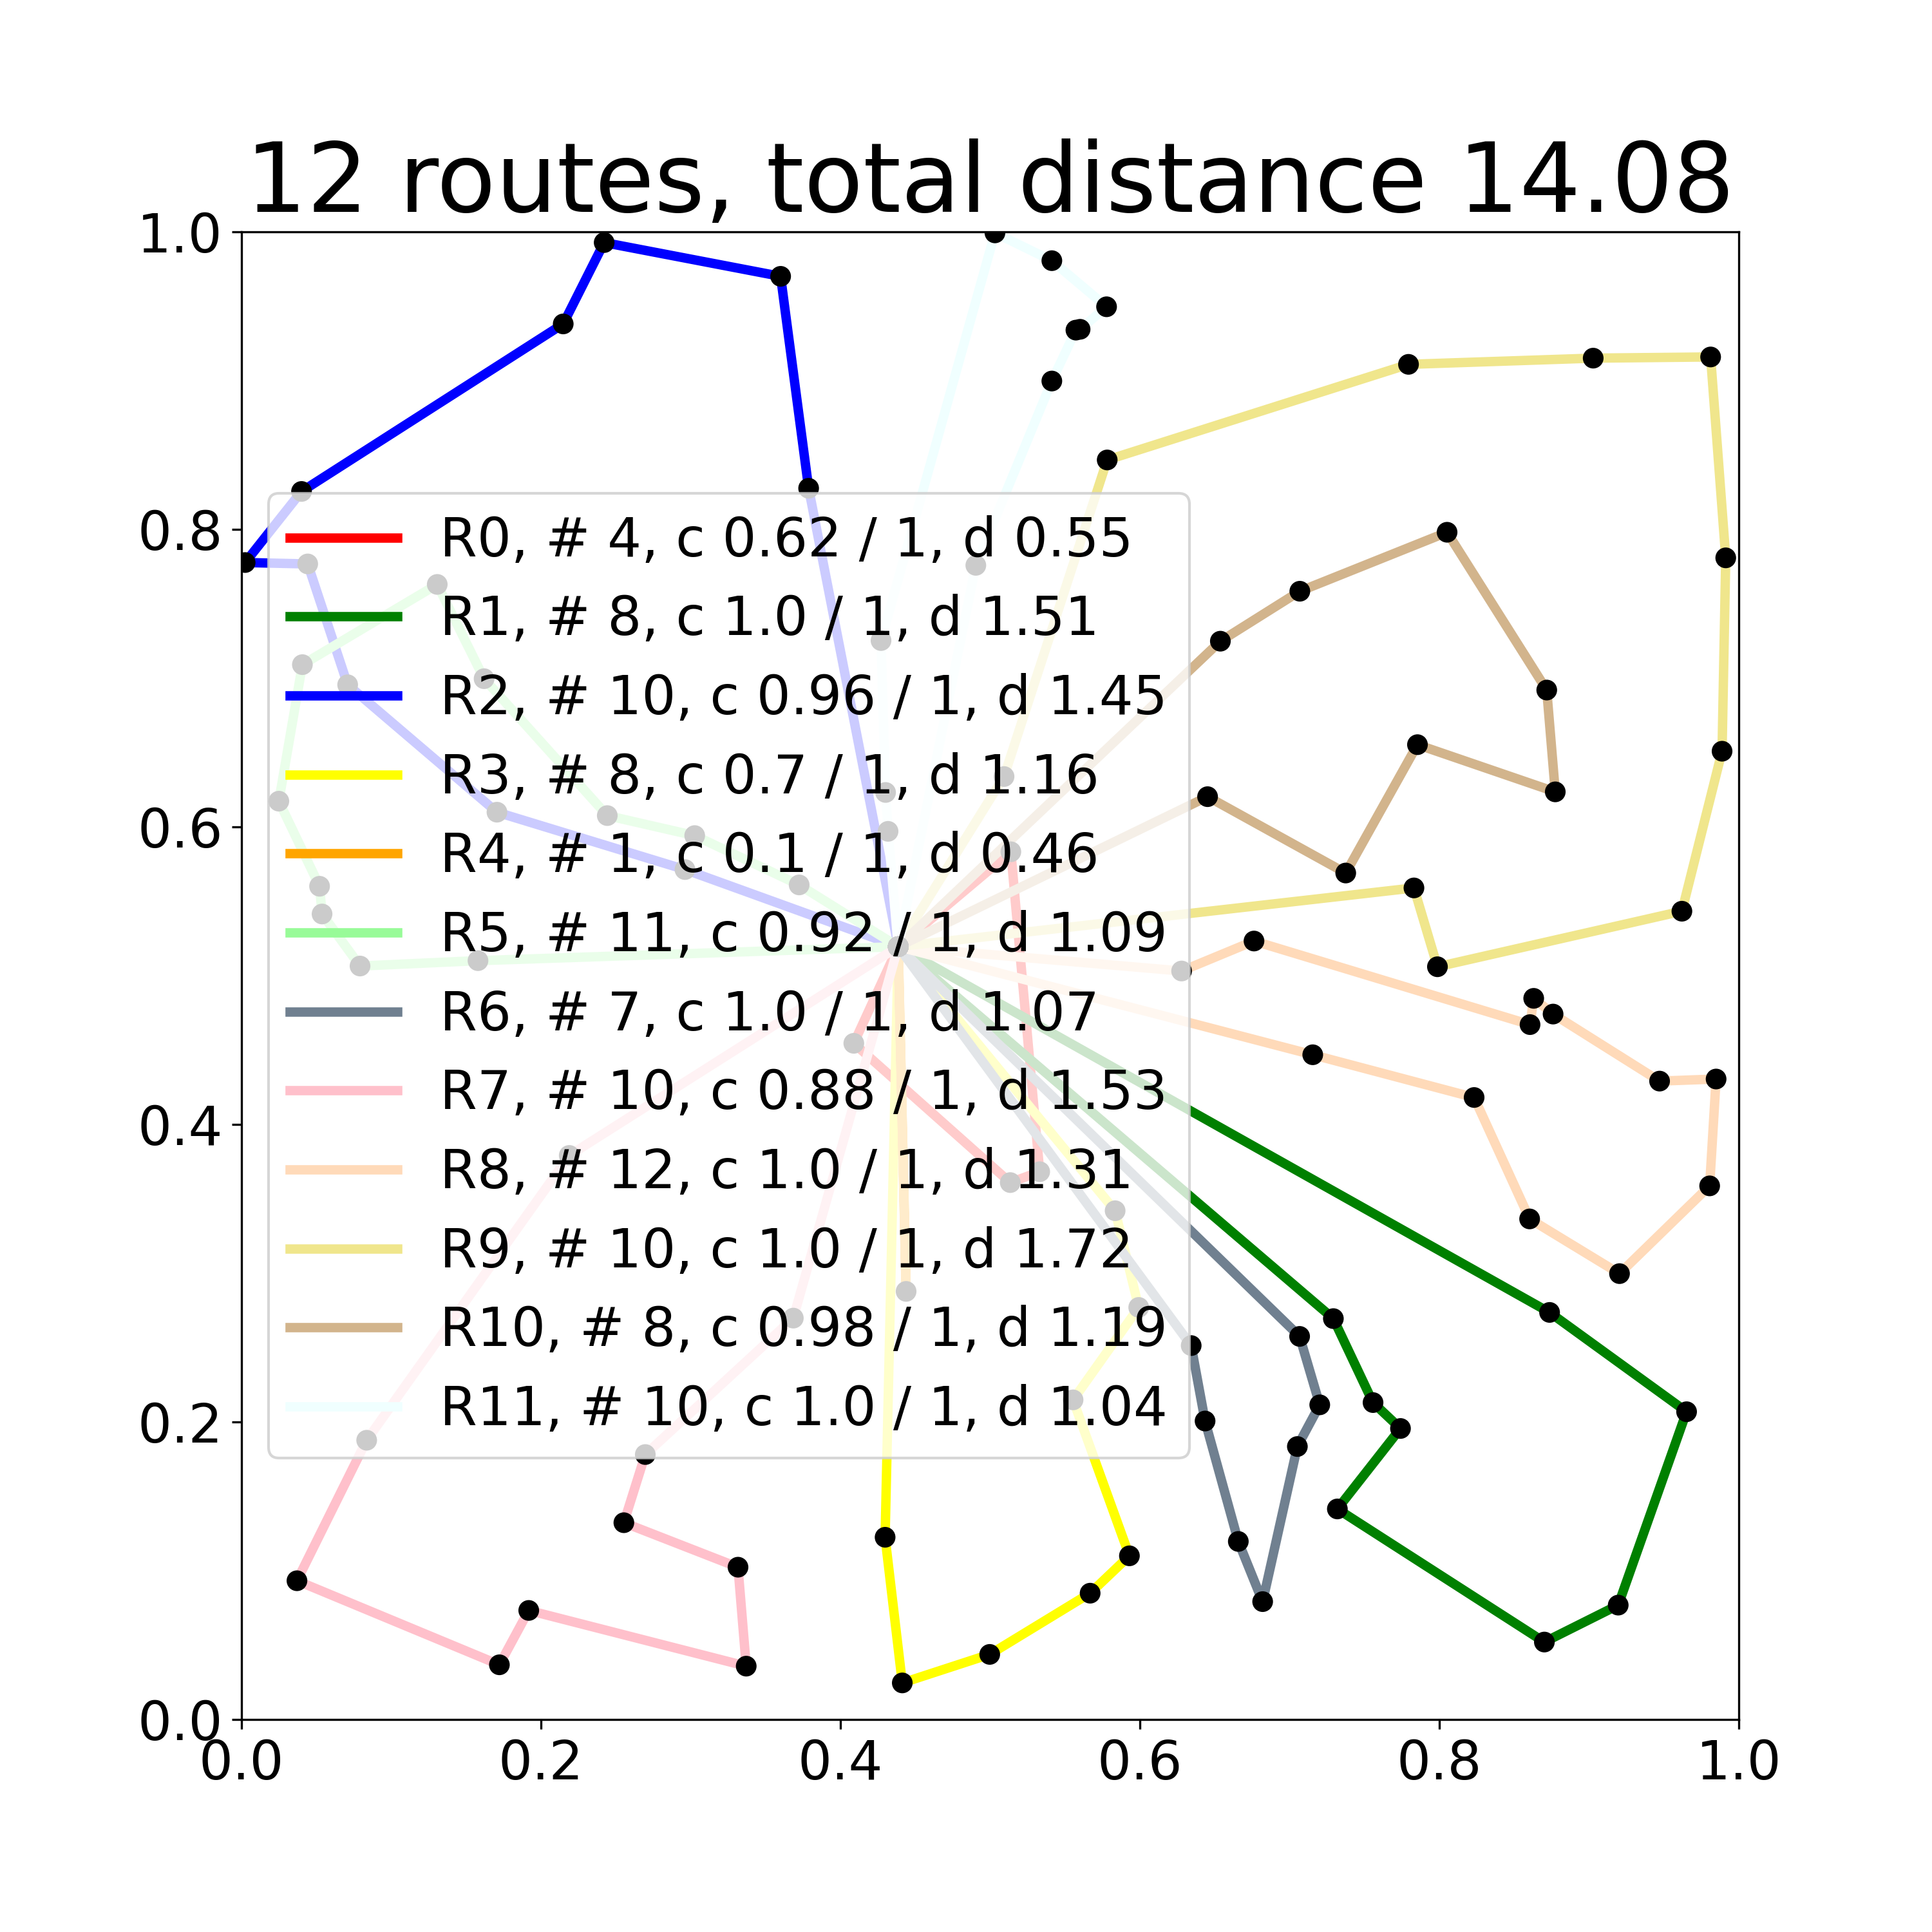 12 routes, total distance 14.08
1.0
0.8
0.6
0.4
0.2
0.0
R0, # 4, c 0.62 / 1, d 0.55
R1, # 8, c 1.0 / 1, d 1.51
R2, # 10, c 0.96 / 1, d 1.45
R3, # 8, c 0.7 / 1, d 1.16
R4, # 1, c 0.1 / 1, d 0.46
R5, # 11, c 0.92 / 1, d 1.09
R6, # 7, c 1.0 / 1, d 1.07
R7, # 10, c 0.88 / 1, d 1.53
R8, # 12, c 1.0 / 1, d 1.31
R9, # 10, c 1.0 / 1, d 1.72
R10, # 8, c 0.98 / 1, d 1.19
R11, # 10, c 1.0 / 1, d 1.04
0.0 0.2 0.4 0.6 0.8 1.0